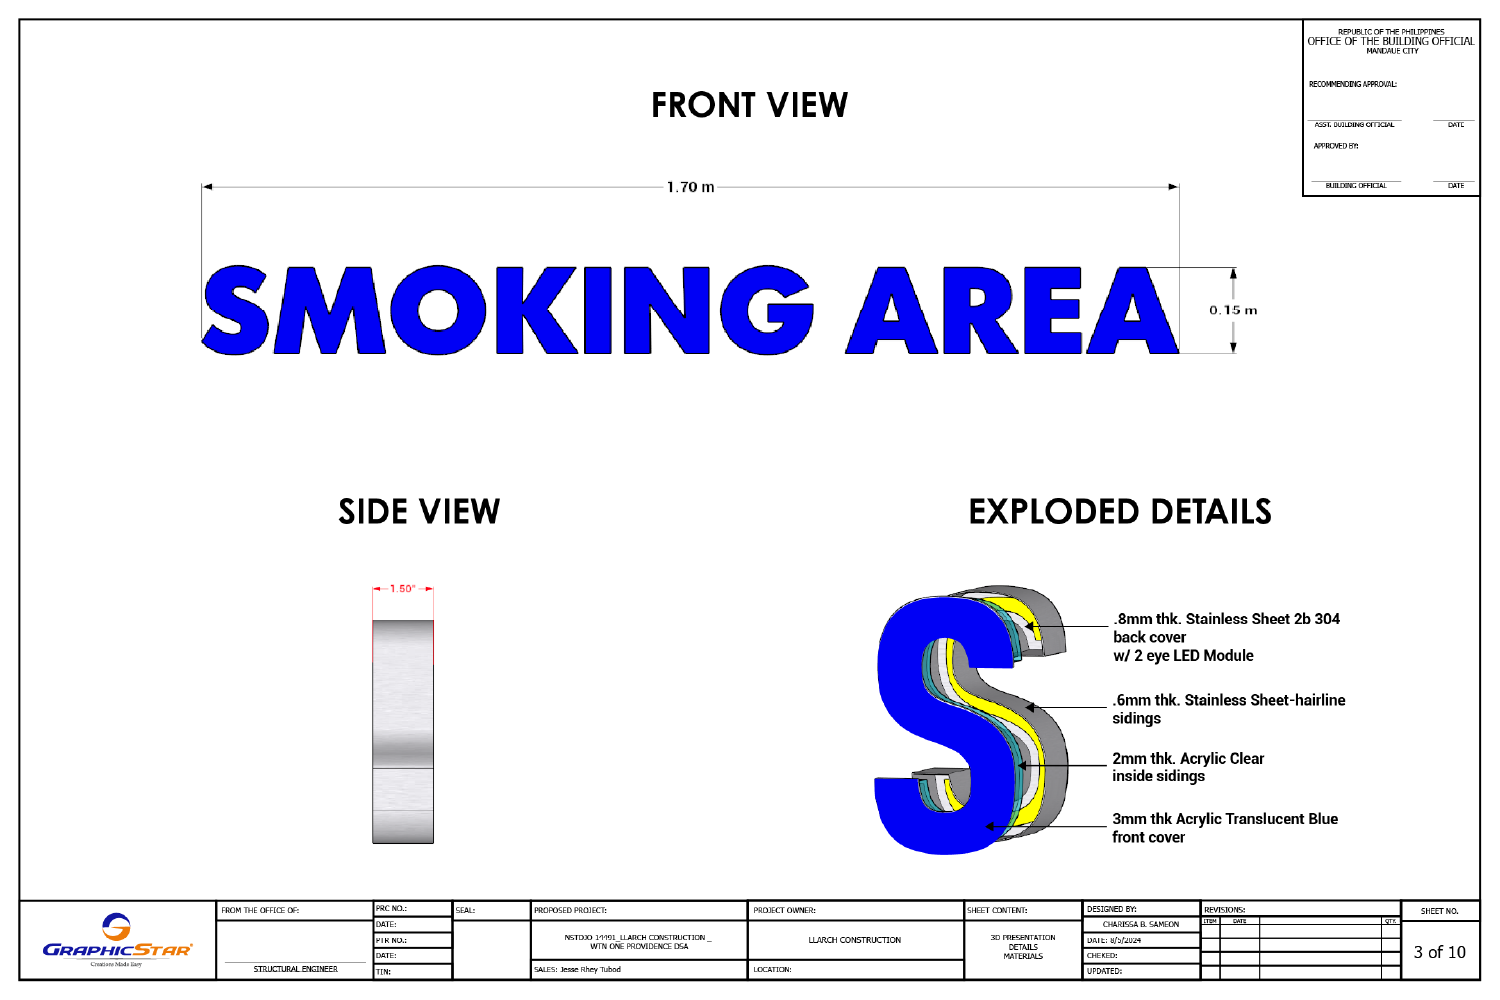 REPUBLIC OF THE PHILIPPINES
OFFICE OF THE BUILDING OFFICIAL
MANDAUE CITY
RECOMMENDING APPROVAL:
ASST. BUILDING OFFICIAL DATE
APPROVED BY:
BUILDING OFFICIAL DATE
FRONT VIEW
1.70 m
SMOKING AREA
0.15 m
SIDE VIEW
1.50"
EXPLODED DETAILS
.8mm thk. Stainless Sheet 2b 304
back cover
w/ 2 eye LED Module
.6mm thk. Stainless Sheet-hairline
sidings
2mm thk. Acrylic Clear
inside sidings
3mm thk Acrylic Translucent Blue
front cover
GRAPHICSTAR
Creations Made Easy
FROM THE OFFICE OF:
STRUCTURAL ENGINEER
PRC NO.:
DATE:
PTR NO.:
DATE:
TIN:
SEAL:
PROPOSED PROJECT:
NSTDJO 14491_LLARCH CONSTRUCTION _
WTN ONE PROVIDENCE DSA
SALES: Jesse Rhey Tubod
PROJECT OWNER:
LLARCH CONSTRUCTION
LOCATION:
SHEET CONTENT:
3D PRESENTATION
DETAILS
MATERIALS
DESIGNED BY:
CHARISSA B. SAMEON
DATE: 8/5/2024
CHEKED:
UPDATED:
REVISIONS:
ITEM DATE QTY.
SHEET NO.
3 of 10